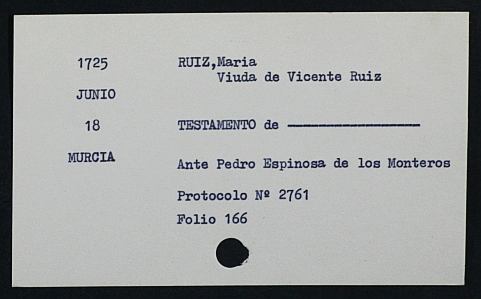 1725
RUIZ,Maria
Viuda de Vicente Ruiz
JUNIO
18
TESTAMENTO de -----------------
MURCIA
Ante Pedro Espinosa de los Monteros
Protocolo Nº 2761
Folio 166